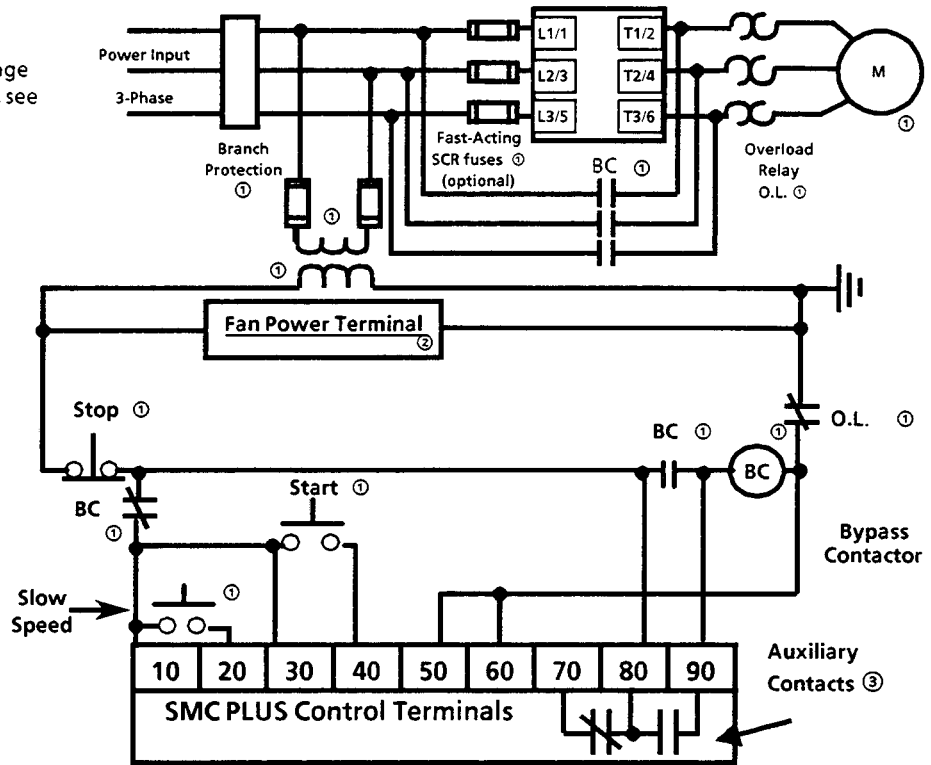 age
see
Power Input
3-Phase
Branch
Protection
①
L1/1
L2/3
L3/5
T1/2
T2/4
T3/6
M
①
Fast-Acting
SCR fuses ①
(optional)
BC ①
Overload
Relay
O.L. ①
①
①
Fan Power Terminal
②
Stop ①
BC ①
①
BC
O.L. ①
BC
①
Start ①
Bypass
Contactor
Slow
Speed
①
10 20 30 40 50 60 70 80 90
Auxiliary
Contacts ③
SMC PLUS Control Terminals